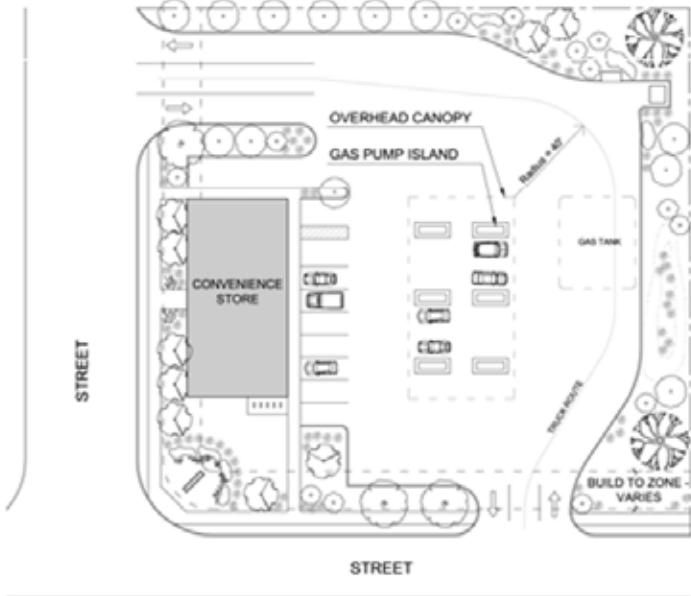 OVERHEAD CANOPY
GAS PUMP ISLAND
Radius = 40'
GAS TANK
CONVENIENCE
STORE
STREET
TRUCK ROUTE
BUILD TO ZONE -
VARIES
STREET